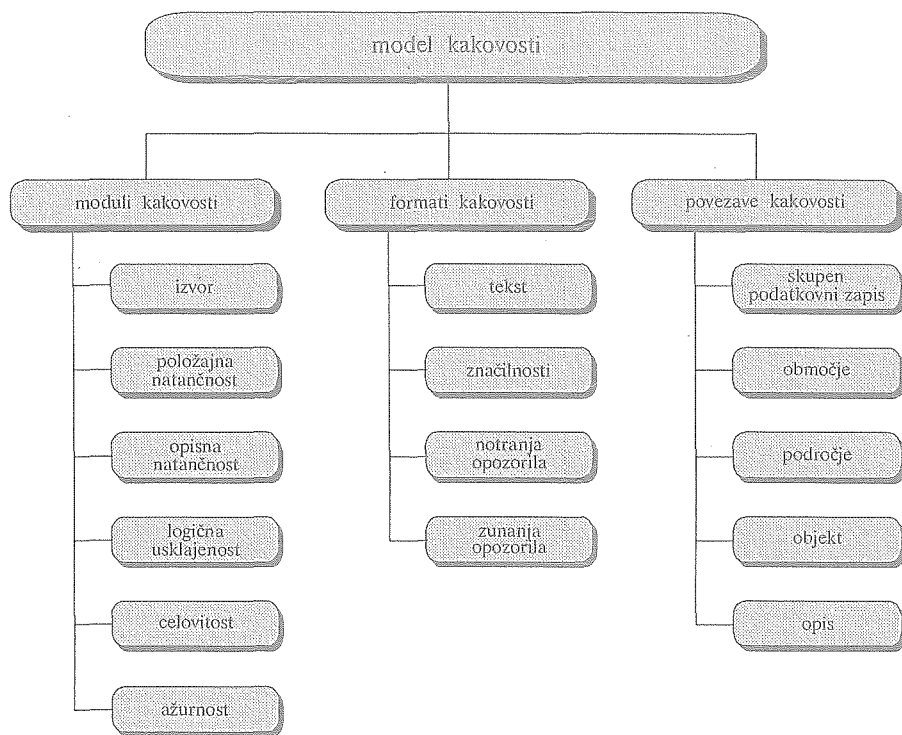 model kakovosti
moduli kakovosti
izvor
položajna
natančnost
opisna
natančnost
logična
usklajenost
celovitost
ažurnost
formati kakovosti
tekst
značilnosti
notranja
opozorila
zunanja
opozorila
povezave kakovosti
skupen
podatkovni zapis
območje
področje
objekt
opis